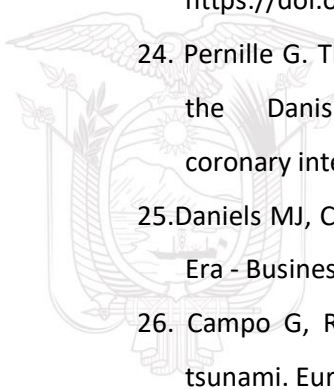 https://doi.o
24. Pernille G. T
the Danis
coronary inte
25.Daniels MJ, C
Era - Busines
26. Campo G, R
tsunami. Eur